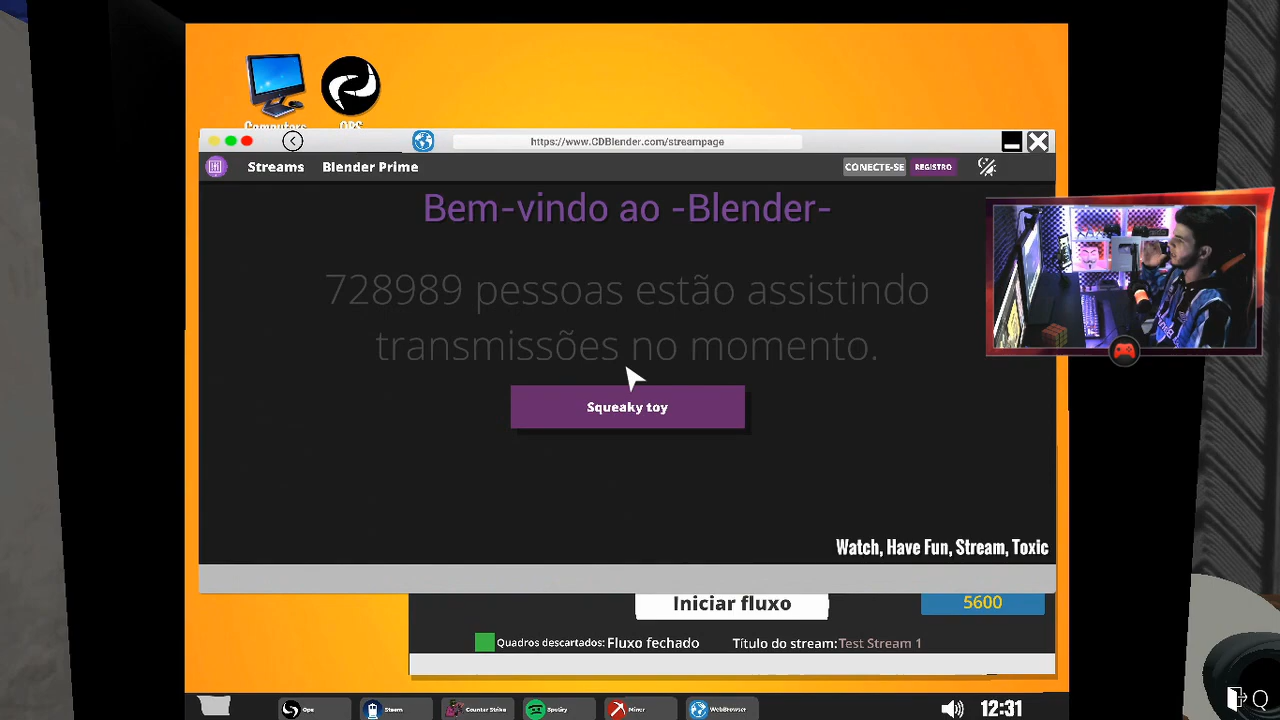 https://www.CDBlender.com/streampage
Streams
Blender Prime
CONECTE-SE
REGISTRO
Bem-vindo ao -Blender-
728989 pessoas estão assistindo
transmissões no momento.
Squeaky toy
Watch, Have Fun, Stream, Toxic
Iniciar fluxo
5600
Quadros descartados: Fluxo fechado
Título do stream: Test Stream 1
Ops
Steam
Counter Strike
Spotiy
Miner
WebBrowser
12:31
Q